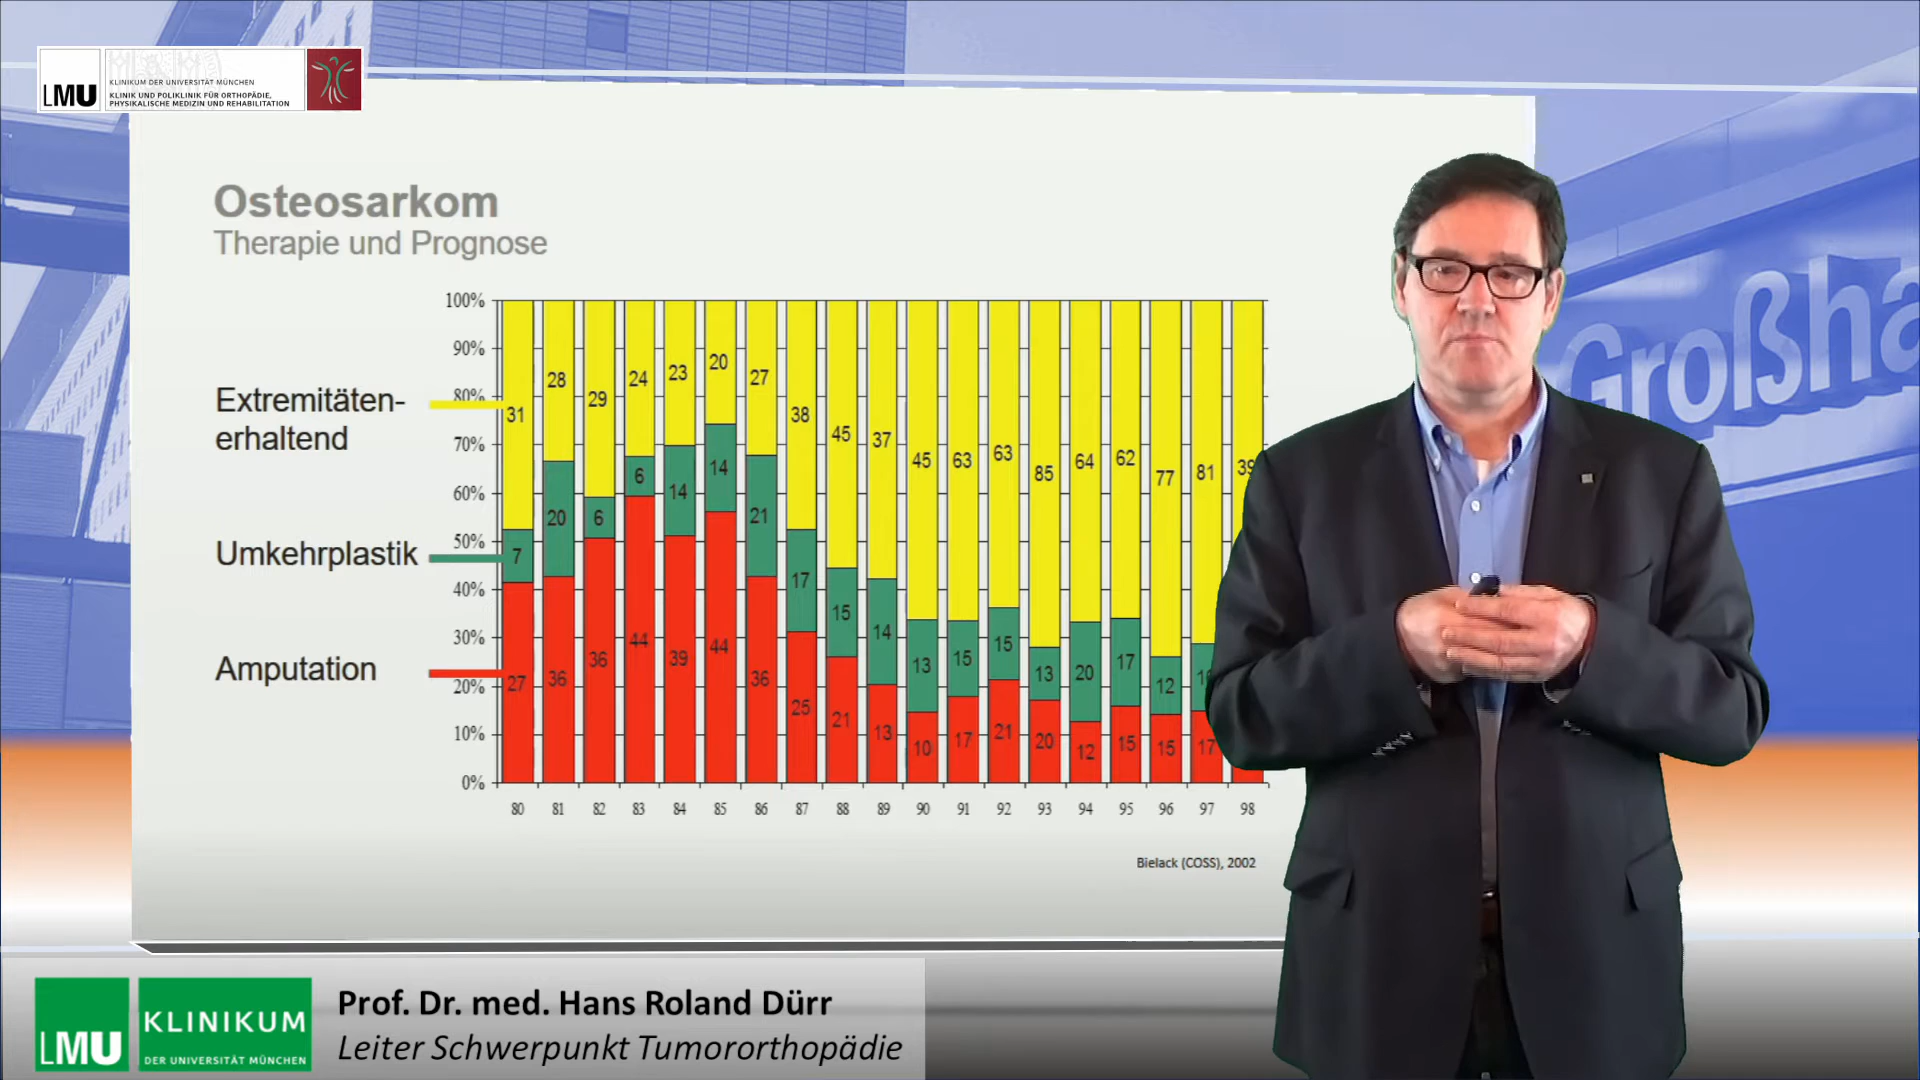 LMU
KLINIKUM DER UNIVERSITÄT MÜNCHEN
KLINIK UND POLIKLINIK FÜR ORTHOPÄDIE,
PHYSIKALISCHE MEDIZIN UND REHABILITATION
Osteosarkom
Therapie und Prognose
Extremitäten-
erhaltend
Umkehrplastik
Amputation
100%
90%
80%
70%
60%
50%
40%
30%
20%
10%
0%
31 28 29 24 23 20 27 38 45 37 45 63 63 85 64 62 77 81 39
7 20 6 6 14 14 21 17 15 14 13 15 15 13 20 17 12
27 36 36 44 39 44 36 25 21 13 10 17 21 20 12 15 15 17
80 81 82 83 84 85 86 87 88 89 90 91 92 93 94 95 96 97 98
Bielack (COSS), 2002
Großha
LMU
KLINIKUM
DER UNIVERSITÄT MÜNCHEN
Prof. Dr. med. Hans Roland Dürr
Leiter Schwerpunkt Tumororthopädie